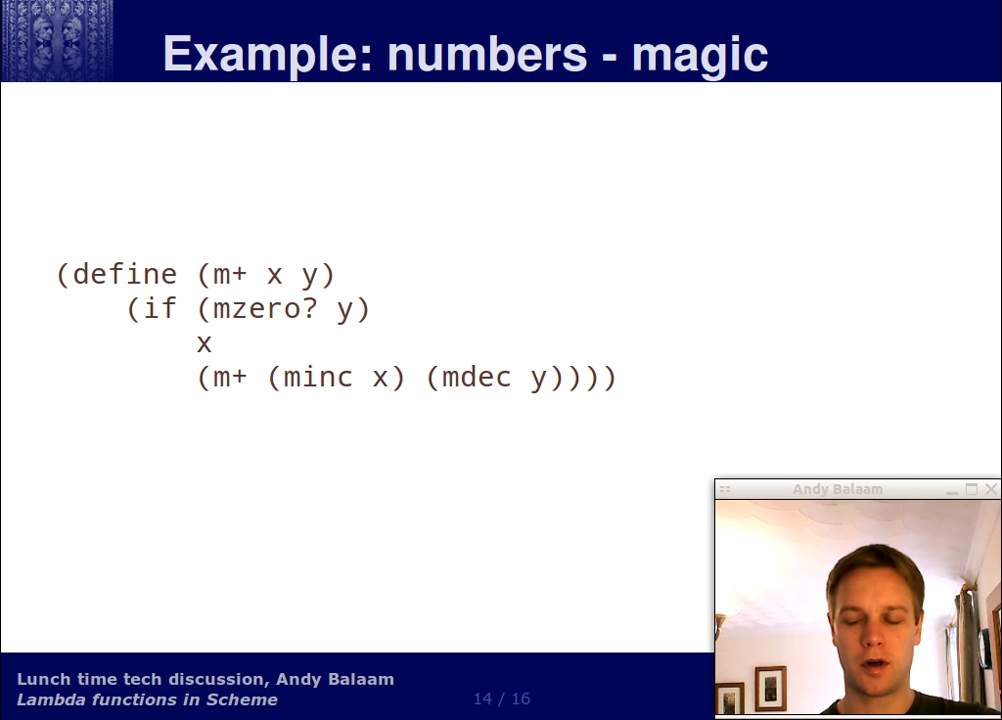 Example: numbers - magic
(define (m+ x y)
(if (mzero? y)
x
(m+ (minc x) (mdec y))))
Andy Balaam
Lunch time tech discussion, Andy Balaam
Lambda functions in Scheme
14 / 16